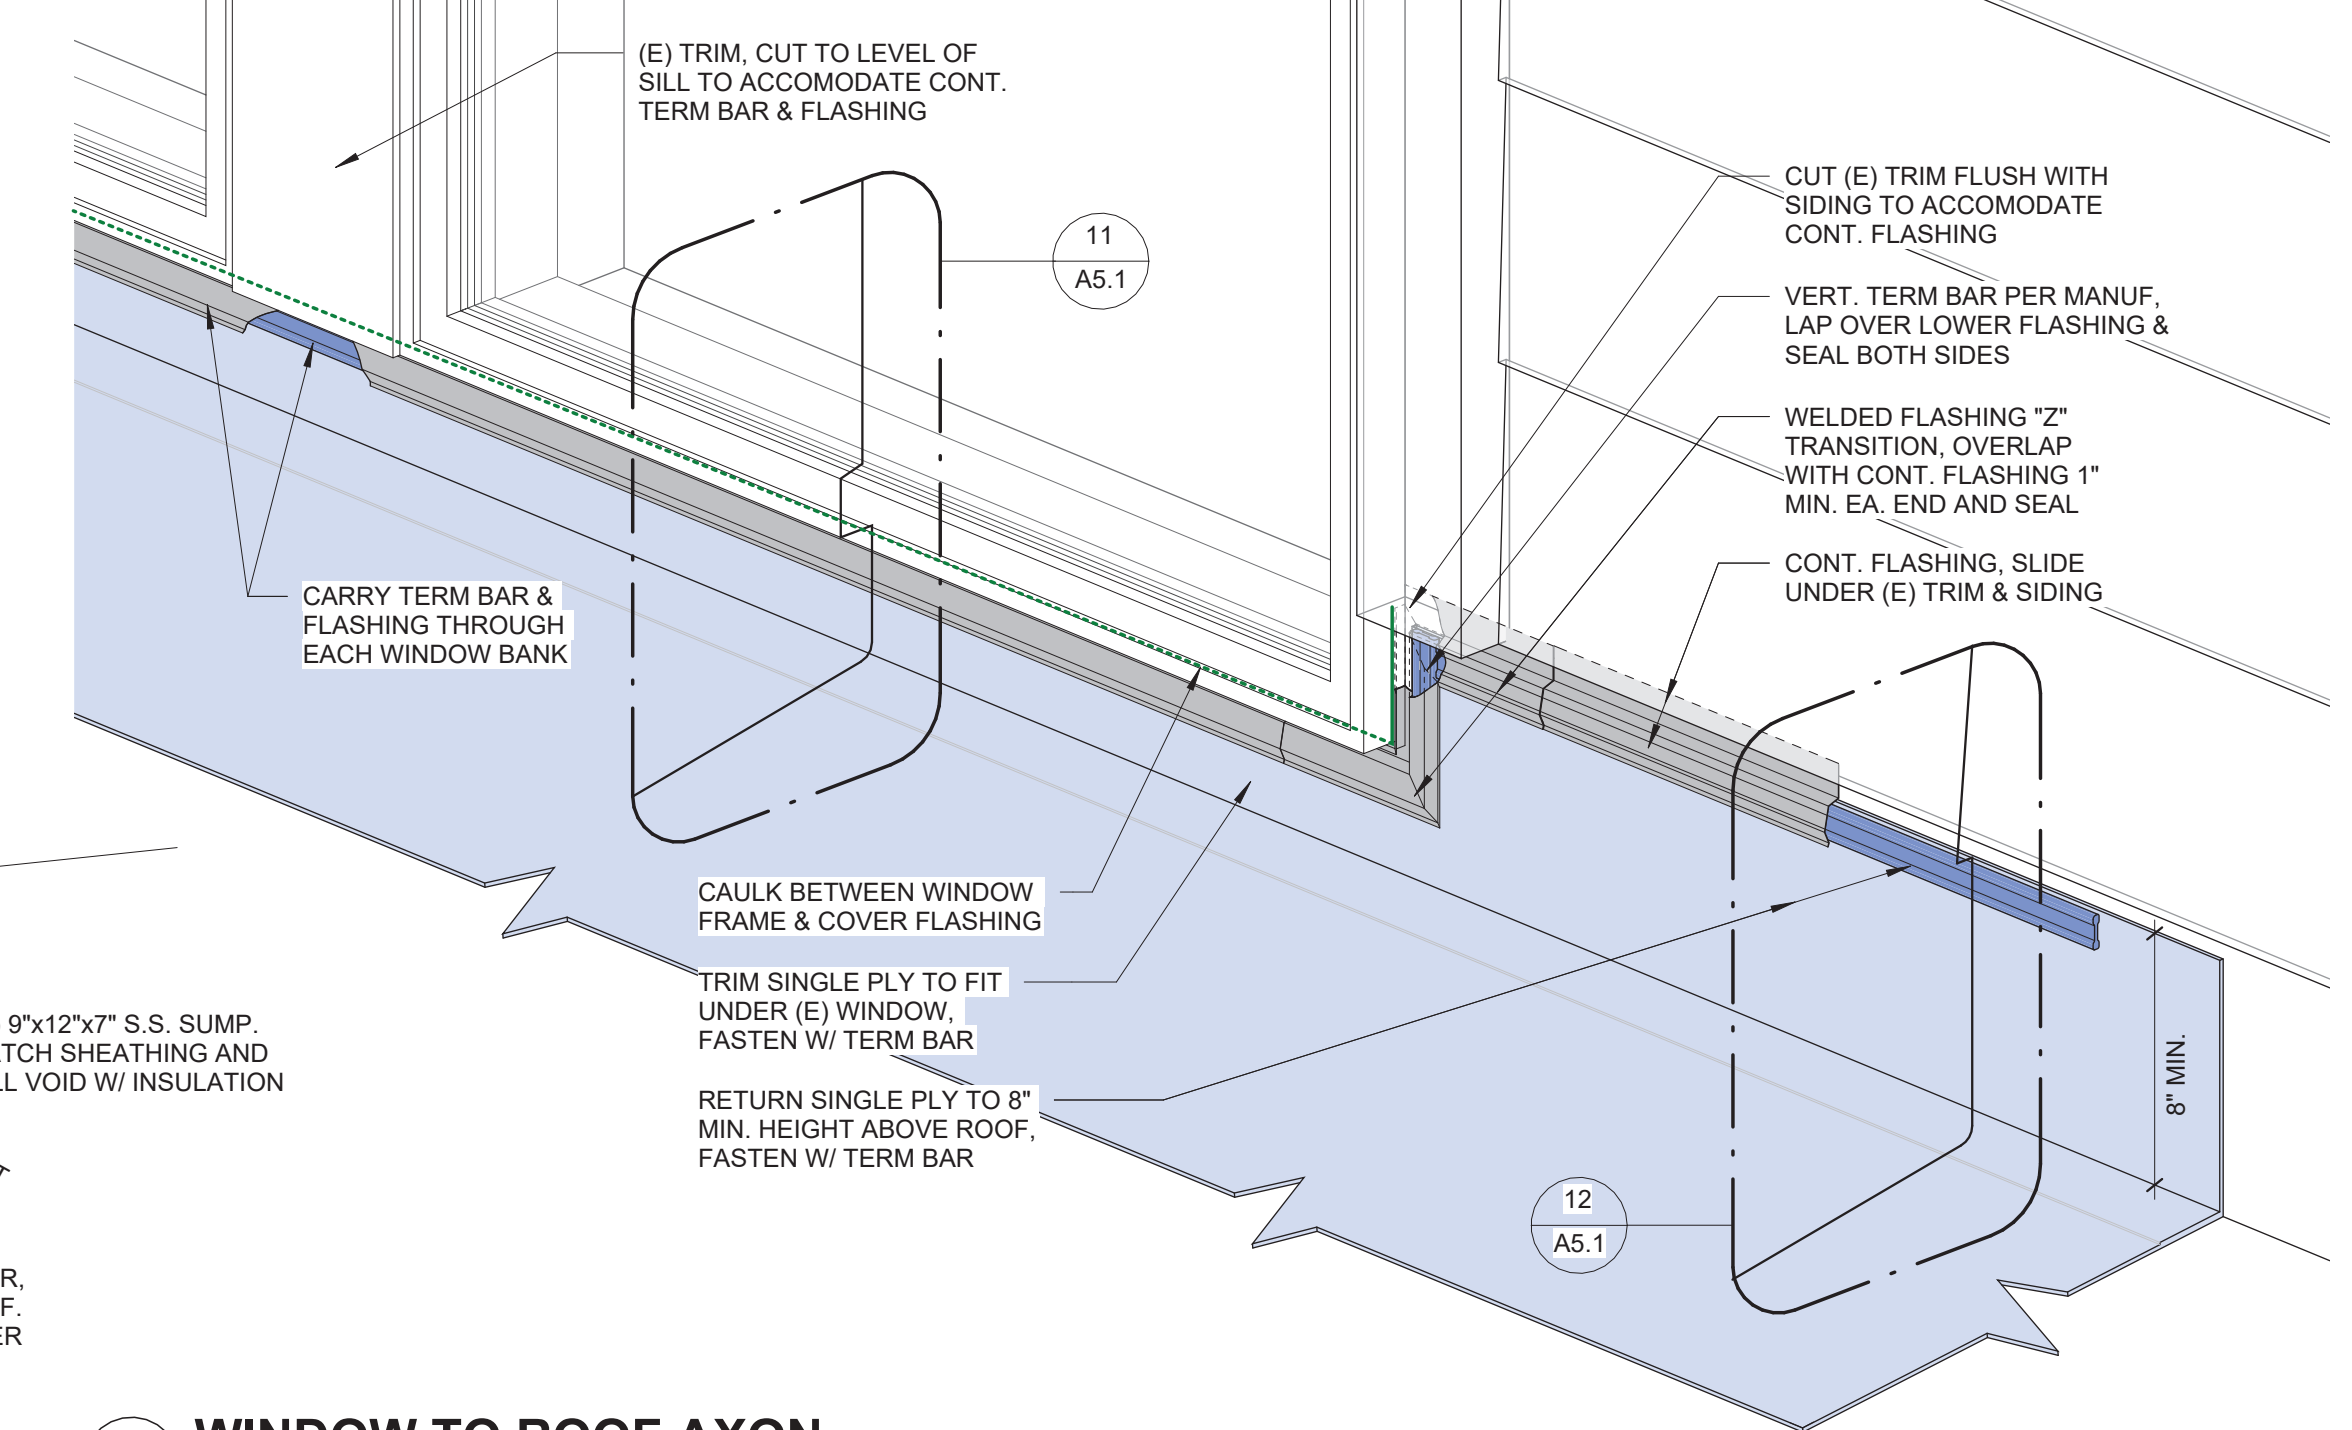 (E) TRIM, CUT TO LEVEL OF
SILL TO ACCOMODATE CONT.
TERM BAR & FLASHING
11
A5.1
CUT (E) TRIM FLUSH WITH
SIDING TO ACCOMODATE
CONT. FLASHING
VERT. TERM BAR PER MANUF,
LAP OVER LOWER FLASHING &
SEAL BOTH SIDES
WELDED FLASHING "Z"
TRANSITION, OVERLAP
WITH CONT. FLASHING 1"
MIN. EA. END AND SEAL
CONT. FLASHING, SLIDE
UNDER (E) TRIM & SIDING
CARRY TERM BAR &
FLASHING THROUGH
EACH WINDOW BANK
CAULK BETWEEN WINDOW
FRAME & COVER FLASHING
TRIM SINGLE PLY TO FIT
UNDER (E) WINDOW,
FASTEN W/ TERM BAR
RETURN SINGLE PLY TO 8"
MIN. HEIGHT ABOVE ROOF,
FASTEN W/ TERM BAR
8" MIN.
12
A5.1
9"x12"x7" S.S. SUMP.
SHEATHING AND
VOID W/ INSULATION
WINDOW TO ROOF AXON